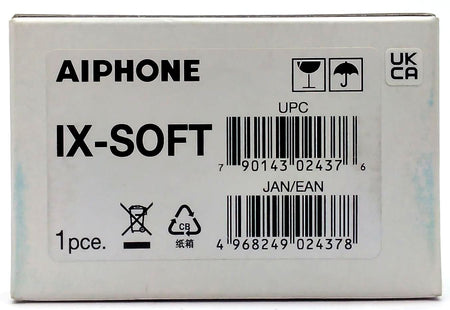 AIPHONE
UK
CA
UPC
IX-SOFT
7 90143 02437 6
JAN/EAN
1pce.
CB
纸箱
4 968249 024378